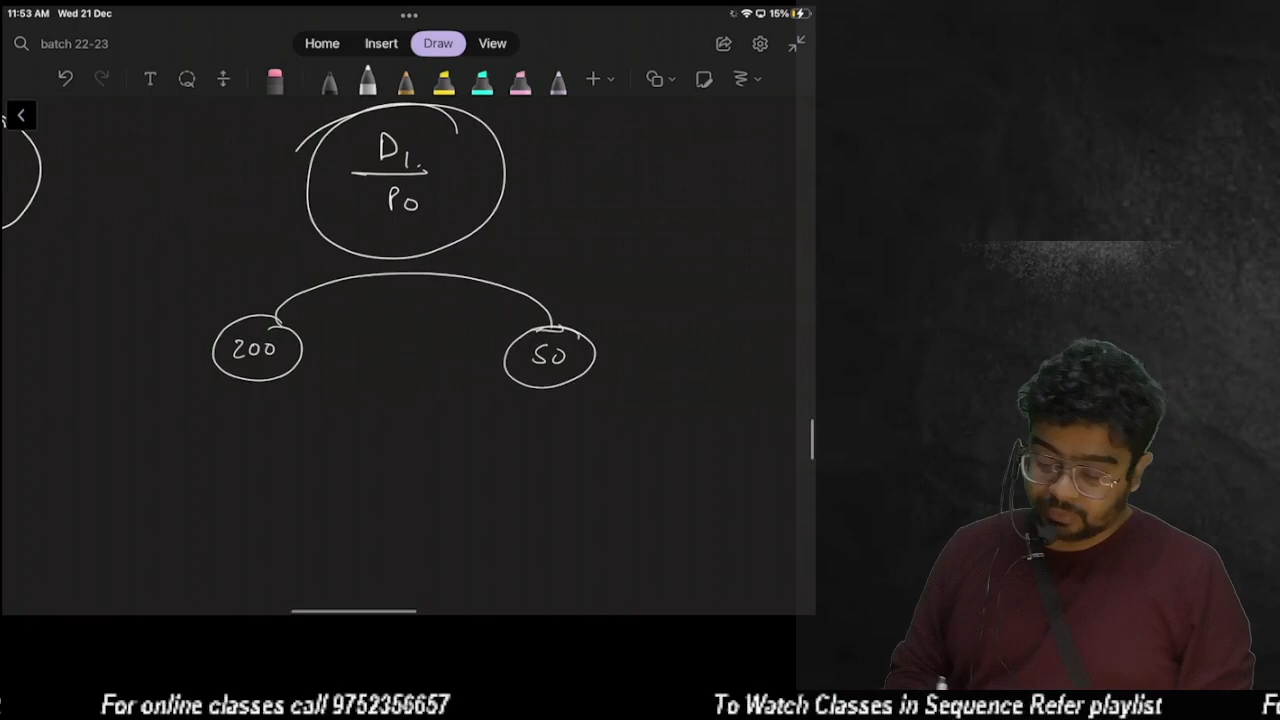 11:53 AM Wed 21 Dec
15%
batch 22-23
Home Insert Draw View
T
D1.
P0
200
50
For online classes call 9752356657
To Watch Classes in Sequence Refer playlist